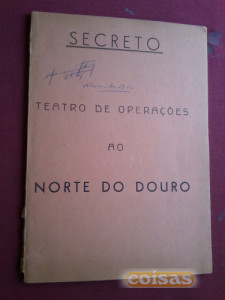 SECRETO
TEATRO DE OPERAÇÕES
AO
NORTE DO DOURO
coisas